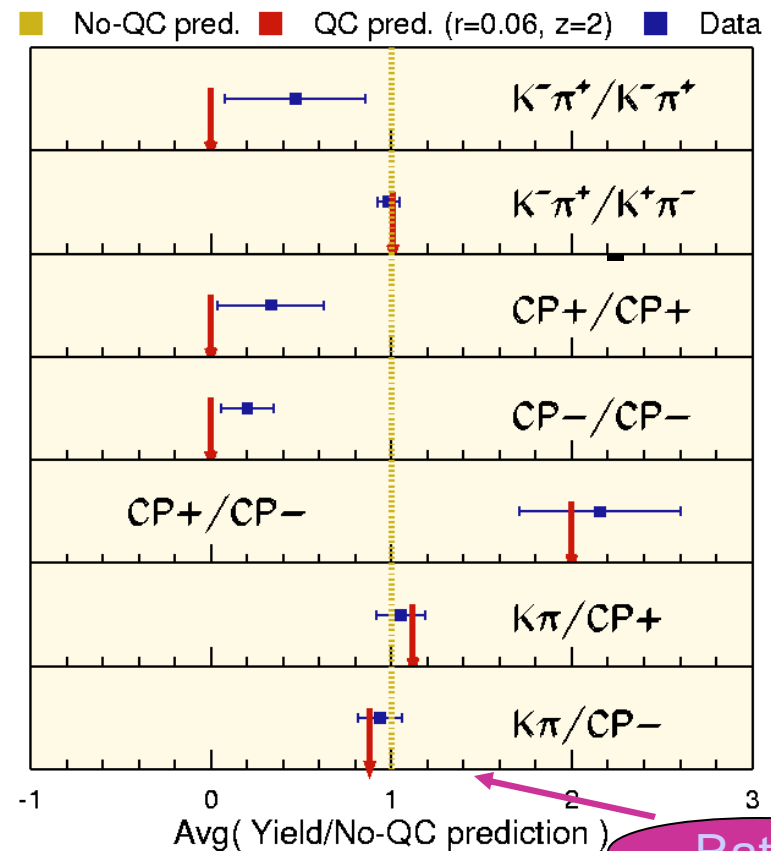 No-QC pred. QC pred. (r=0.06, z=2) Data
K⁻π⁺/K⁻π⁺
K⁻π⁺/K⁺π⁻
CP+/CP+
CP−/CP−
CP+/CP−
Kπ/CP+
Kπ/CP−
-1 0 1 2 3
Avg( Yield/No-QC prediction )